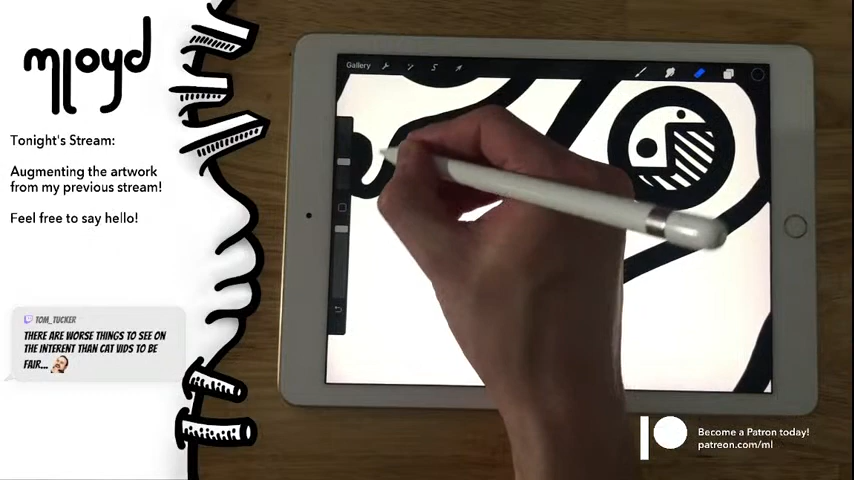 mloyd
Tonight's Stream:
Augmenting the artwork
from my previous stream!
Feel free to say hello!
TOM_TUCKER
THERE ARE WORSE THINGS TO SEE ON
THE INTERENT THAN CAT VIDS TO BE
FAIR...
Gallery
S
Become a Patron today!
patreon.com/ml